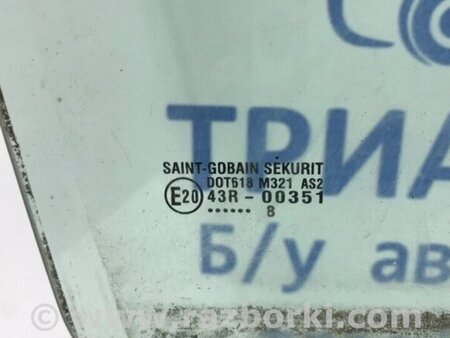 ТРИА
SAINT-GOBAIN SEKURIT
DOT618 M321 AS2
E20 43R - 00351
...... 8
Б/у ав
www.razborki.com